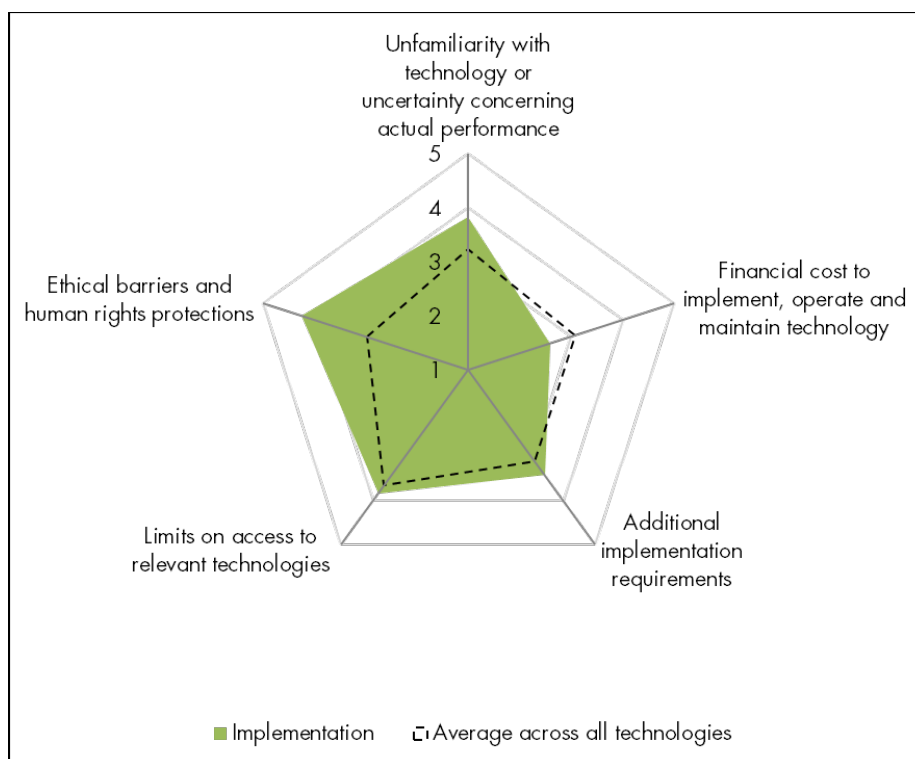 Unfamiliarity with
technology or
uncertainty concerning
actual performance
5
4
3
2
1
Financial cost to
implement, operate and
maintain technology
Ethical barriers and
human rights protections
Additional
implementation
requirements
Limits on access to
relevant technologies
Implementation
Average across all technologies